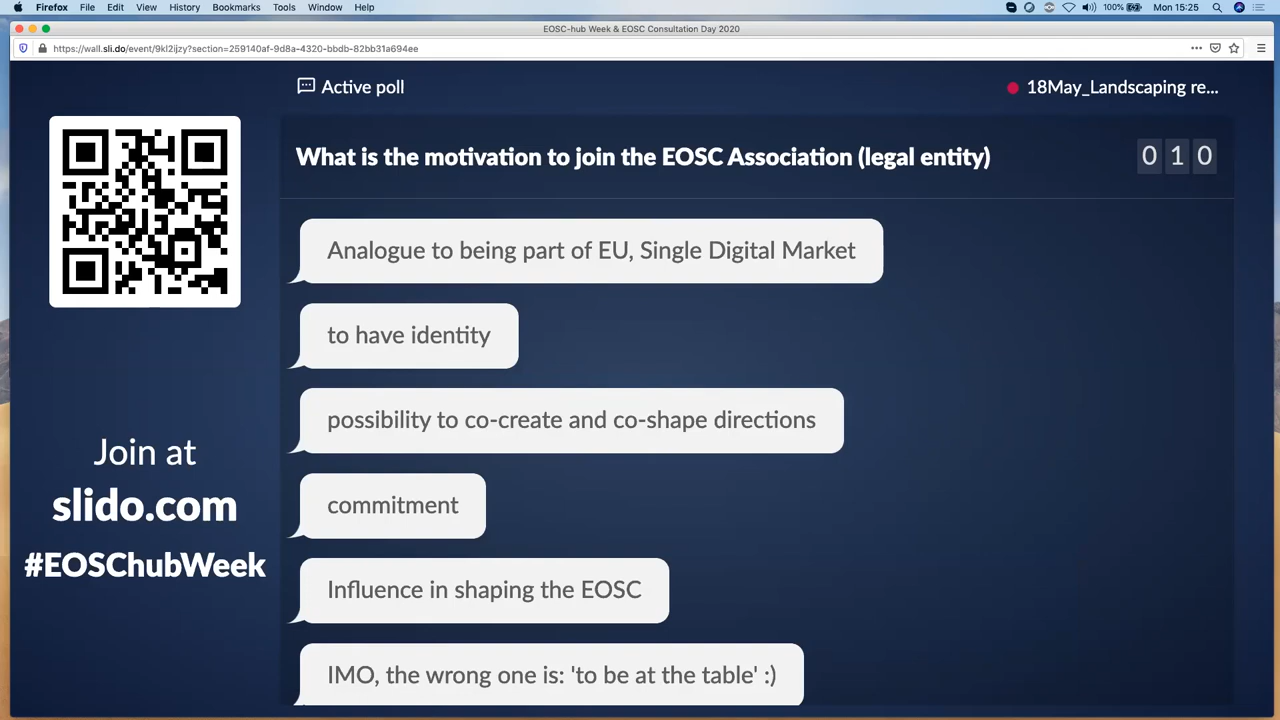 Firefox File Edit View History Bookmarks Tools Window Help 100% Mon 15:25
EOSC-hub Week & EOSC Consultation Day 2020
https://wall.sli.do/event/9kl2ijzy?section=259140af-9d8a-4320-bbdb-82bb31a694ee
Active poll
18May_Landscaping re...
What is the motivation to join the EOSC Association (legal entity)
0 1 0
Analogue to being part of EU, Single Digital Market
to have identity
possibility to co-create and co-shape directions
commitment
Influence in shaping the EOSC
IMO, the wrong one is: 'to be at the table' :)
Join at
slido.com
#EOSChubWeek